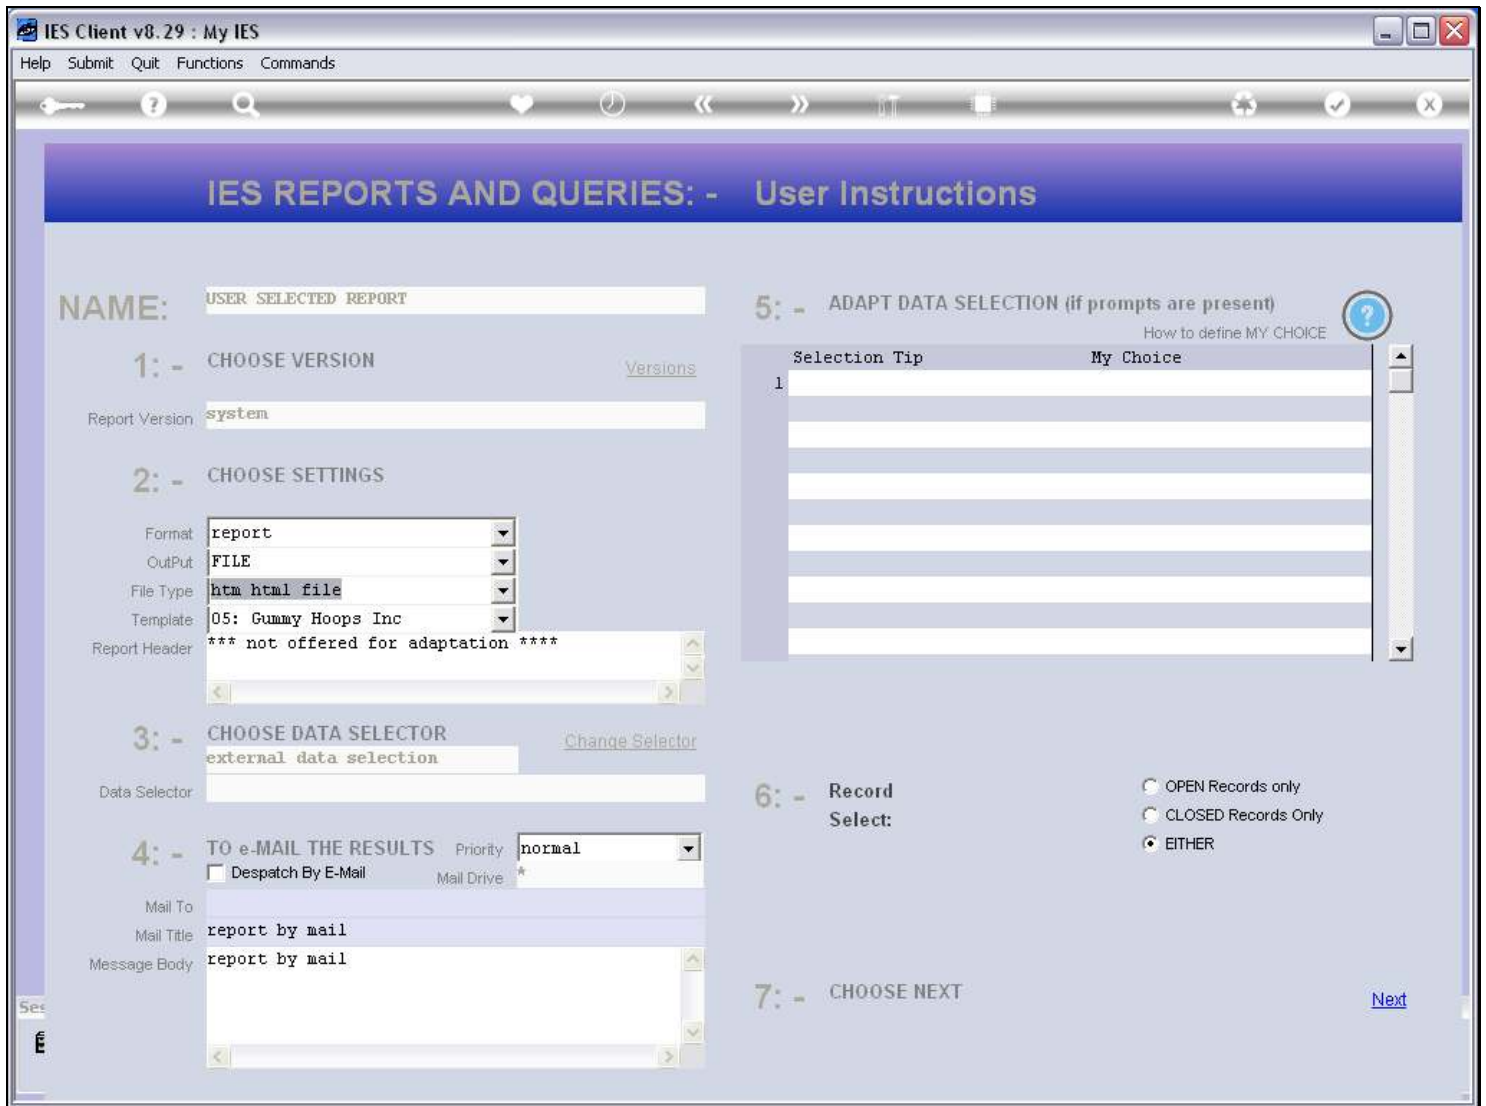 IES Client v8.29 : My IES
Help Submit Quit Functions Commands
IES REPORTS AND QUERIES: - User Instructions
NAME: USER SELECTED REPORT
1: - CHOOSE VERSION Versions
Report Version system
2: - CHOOSE SETTINGS
Format report
OutPut FILE
File Type htm html file
Template 05: Gummy Hoops Inc
Report Header *** not offered for adaptation ****
3: - CHOOSE DATA SELECTOR Change Selector
external data selection
Data Selector
4: - TO e-MAIL THE RESULTS Priority normal
Despatch By E-Mail Mail Drive *
Mail To
Mail Title report by mail
Message Body report by mail
5: - ADAPT DATA SELECTION (if prompts are present)
How to define MY CHOICE ?
Selection Tip My Choice
1
6: - Record Select:
OPEN Records only
CLOSED Records Only
EITHER
7: - CHOOSE NEXT Next
Ses